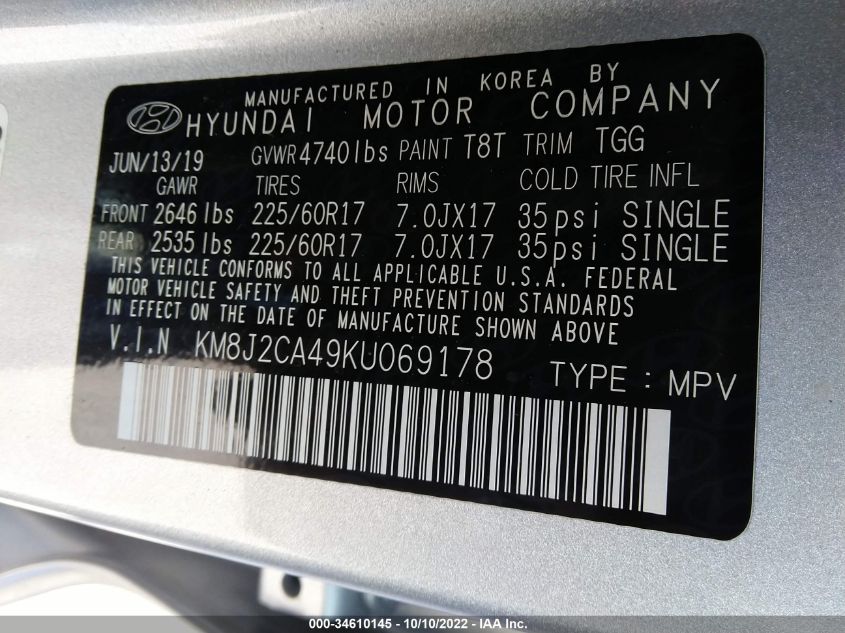 MANUFACTURED IN KOREA BY
HYUNDAI MOTOR COMPANY
JUN/13/19 GVWR 4740lbs PAINT T8T TRIM TGG
GAWR TIRES RIMS COLD TIRE INFL
FRONT 2646lbs 225/60R17 7.0JX17 35psi SINGLE
REAR 2535lbs 225/60R17 7.0JX17 35psi SINGLE
THIS VEHICLE CONFORMS TO ALL APPLICABLE U.S.A. FEDERAL
MOTOR VEHICLE SAFETY AND THEFT PREVENTION STANDARDS
IN EFFECT ON THE DATE OF MANUFACTURE SHOWN ABOVE
V.I.N KM8J2CA49KU069178 TYPE : MPV
000-34610145 - 10/10/2022 - IAA Inc.